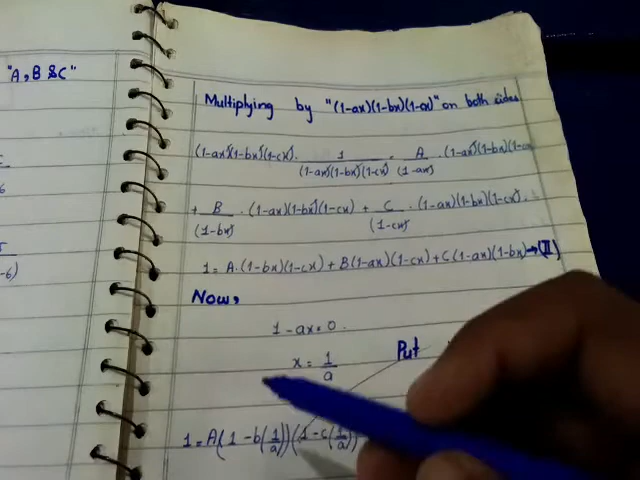 "A, B & C"
Multiplying by "(1-ax)(1-bx)(1-cx)" on both sides
(1-ax)(1-bx)(1-cx) . 1/(1-ax)(1-bx)(1-cx) = A/(1-ax) . (1-ax)(1-bx)(1-cx
+ B/(1-bx) . (1-ax)(1-bx)(1-cx) + C/(1-cx) . (1-ax)(1-bx)(1-cx).
1 = A.(1-bx)(1-cx) + B(1-ax)(1-cx) + C(1-ax)(1-bx) → (II)
-6)
Now,
1-ax=0.
x = 1/a
Put
1 = A(1-b(1/a))(1-c(1/a))